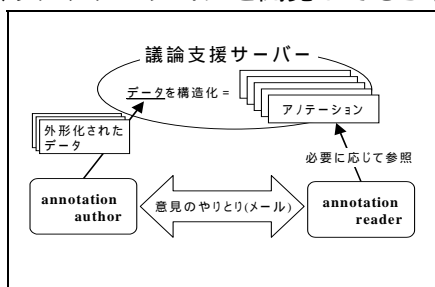 議論支援サーバー
データを構造化 =
アノテーション
外形化された
データ
必要に応じて参照
annotation
author
意見のやりとり(メール)
annotation
reader